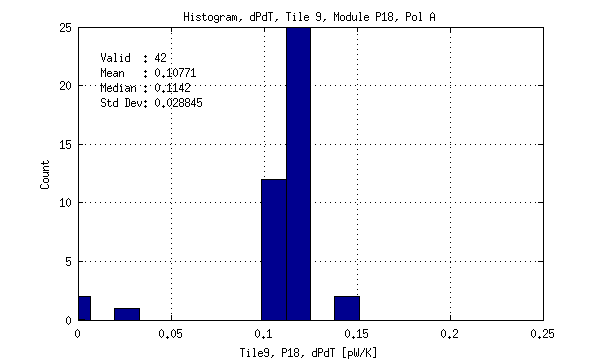 Histogram, dPdT, Tile 9, Module P18, Pol A
Valid : 42
Mean : 0.10771
Median : 0.1142
Std Dev: 0.028845
25
20
15
10
5
0
Count
0 0.05 0.1 0.15 0.2 0.25
Tile9, P18, dPdT [pW/K]